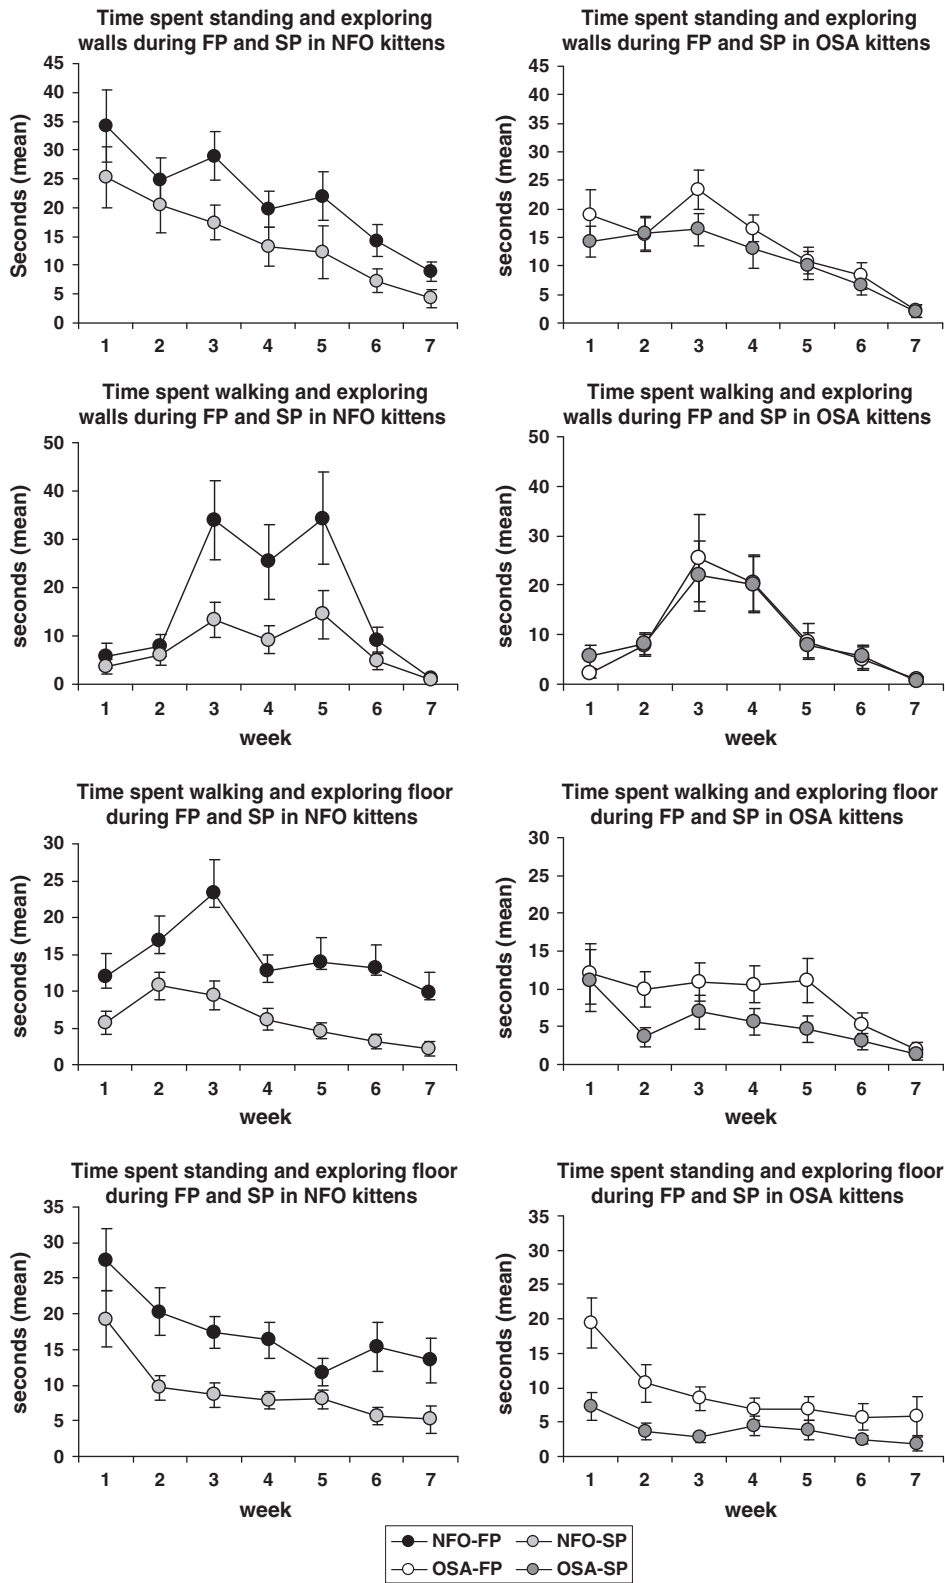 Time spent standing and exploring
walls during FP and SP in NFO kittens
45
40
35
30
25
20
15
10
5
0
Seconds (mean)
1 2 3 4 5 6 7
Time spent standing and exploring
walls during FP and SP in OSA kittens
45
40
35
30
25
20
15
10
5
0
seconds (mean)
1 2 3 4 5 6 7
Time spent walking and exploring
walls during FP and SP in NFO kittens
50
40
30
20
10
0
seconds (mean)
1 2 3 4 5 6 7
week
Time spent walking and exploring
walls during FP and SP in OSA kittens
50
40
30
20
10
0
seconds (mean)
1 2 3 4 5 6 7
week
Time spent walking and exploring floor
during FP and SP in NFO kittens
30
25
20
15
10
5
0
seconds (mean)
1 2 3 4 5 6 7
week
Time spent walking and exploring floor
during FP and SP in OSA kittens
30
25
20
15
10
5
0
seconds (mean)
1 2 3 4 5 6 7
week
Time spent standing and exploring floor
during FP and SP in NFO kittens
35
30
25
20
15
10
5
0
seconds (mean)
1 2 3 4 5 6 7
week
Time spent standing and exploring floor
during FP and SP in OSA kittens
35
30
25
20
15
10
5
0
seconds (mean)
1 2 3 4 5 6 7
week
NFO-FP NFO-SP
OSA-FP OSA-SP